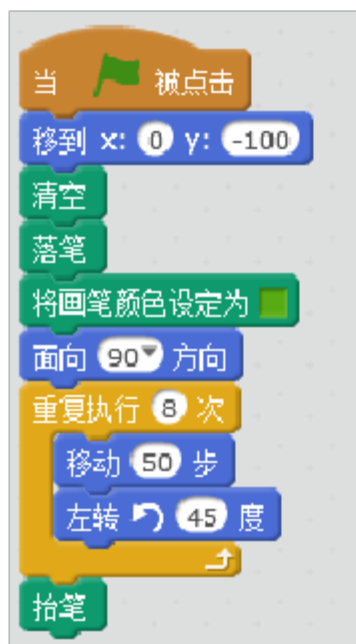 当 被点击
移到 x: 0 y: -100
清空
落笔
将画笔颜色设定为
面向 90 方向
重复执行 8 次
移动 50 步
左转 45 度
抬笔